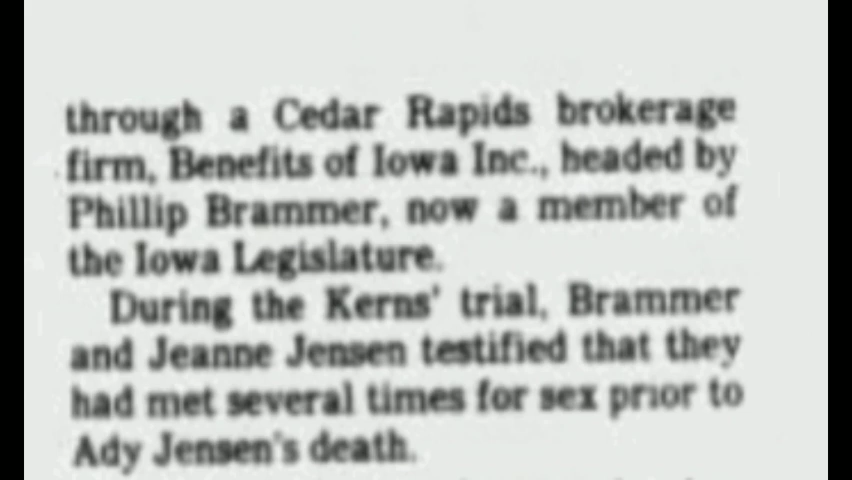 through a Cedar Rapids brokerage
firm, Benefits of Iowa Inc., headed by
Phillip Brammer, now a member of
the Iowa Legislature.
During the Kerns' trial, Brammer
and Jeanne Jensen testified that they
had met several times for sex prior to
Ady Jensen's death.